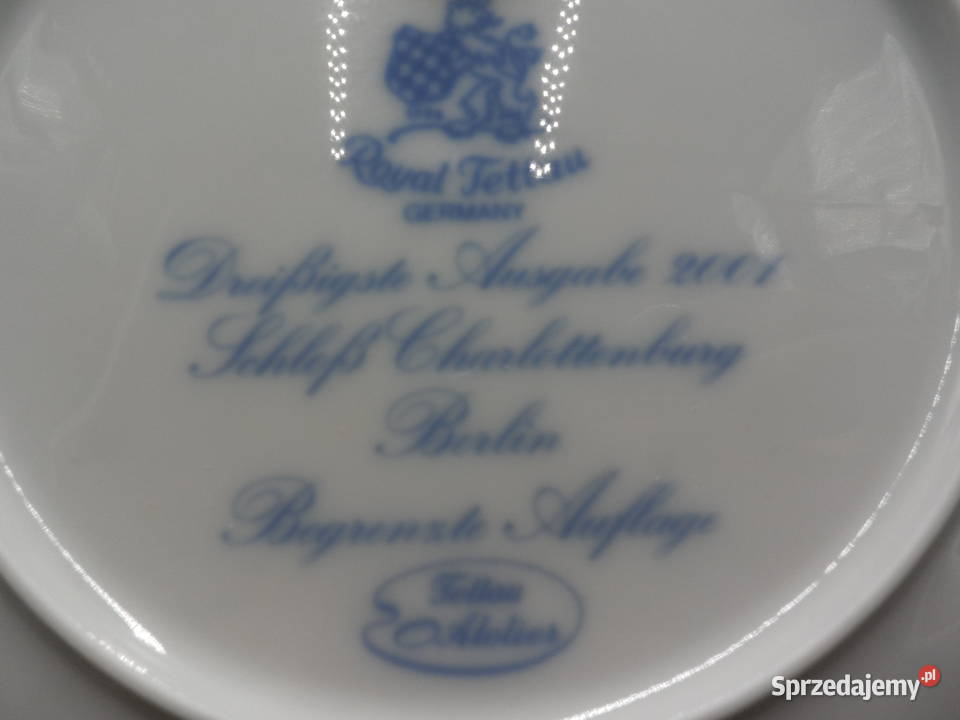 Royal Tettau
GERMANY
Dreißigste Ausgabe 2001
Schloß Charlottenburg
Berlin
Begrenzte Auflage
Tettau
Atelier
Sprzedajemy.pl